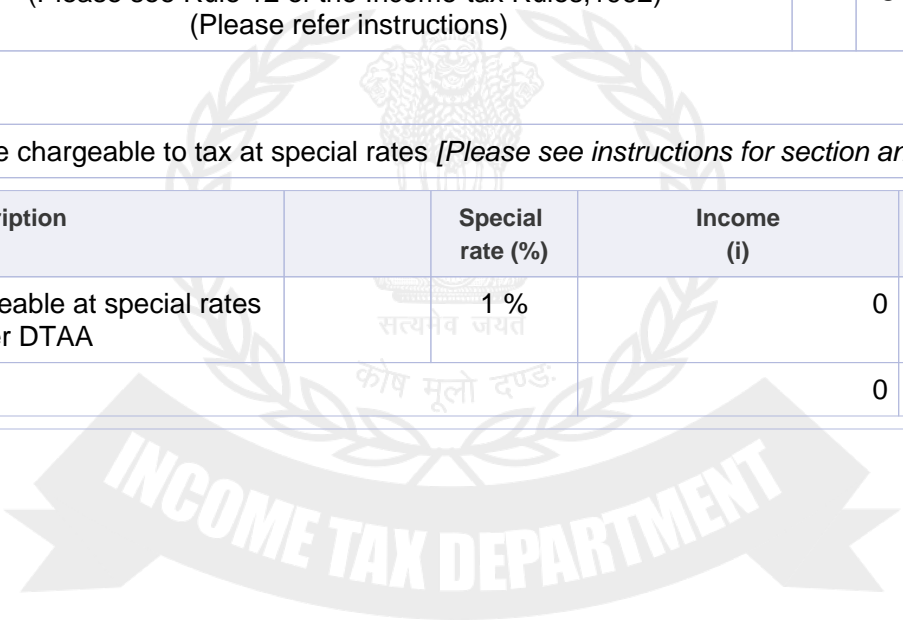 (Please refer instructions)
e chargeable to tax at special rates [Please see instructions for section
iption Special rate (%) Income (i)
eable at special rates 1 % 0
r DTAA
0
सत्यमेव जयते
कोष मूलो दण्डः
INCOME TAX DEPARTMENT